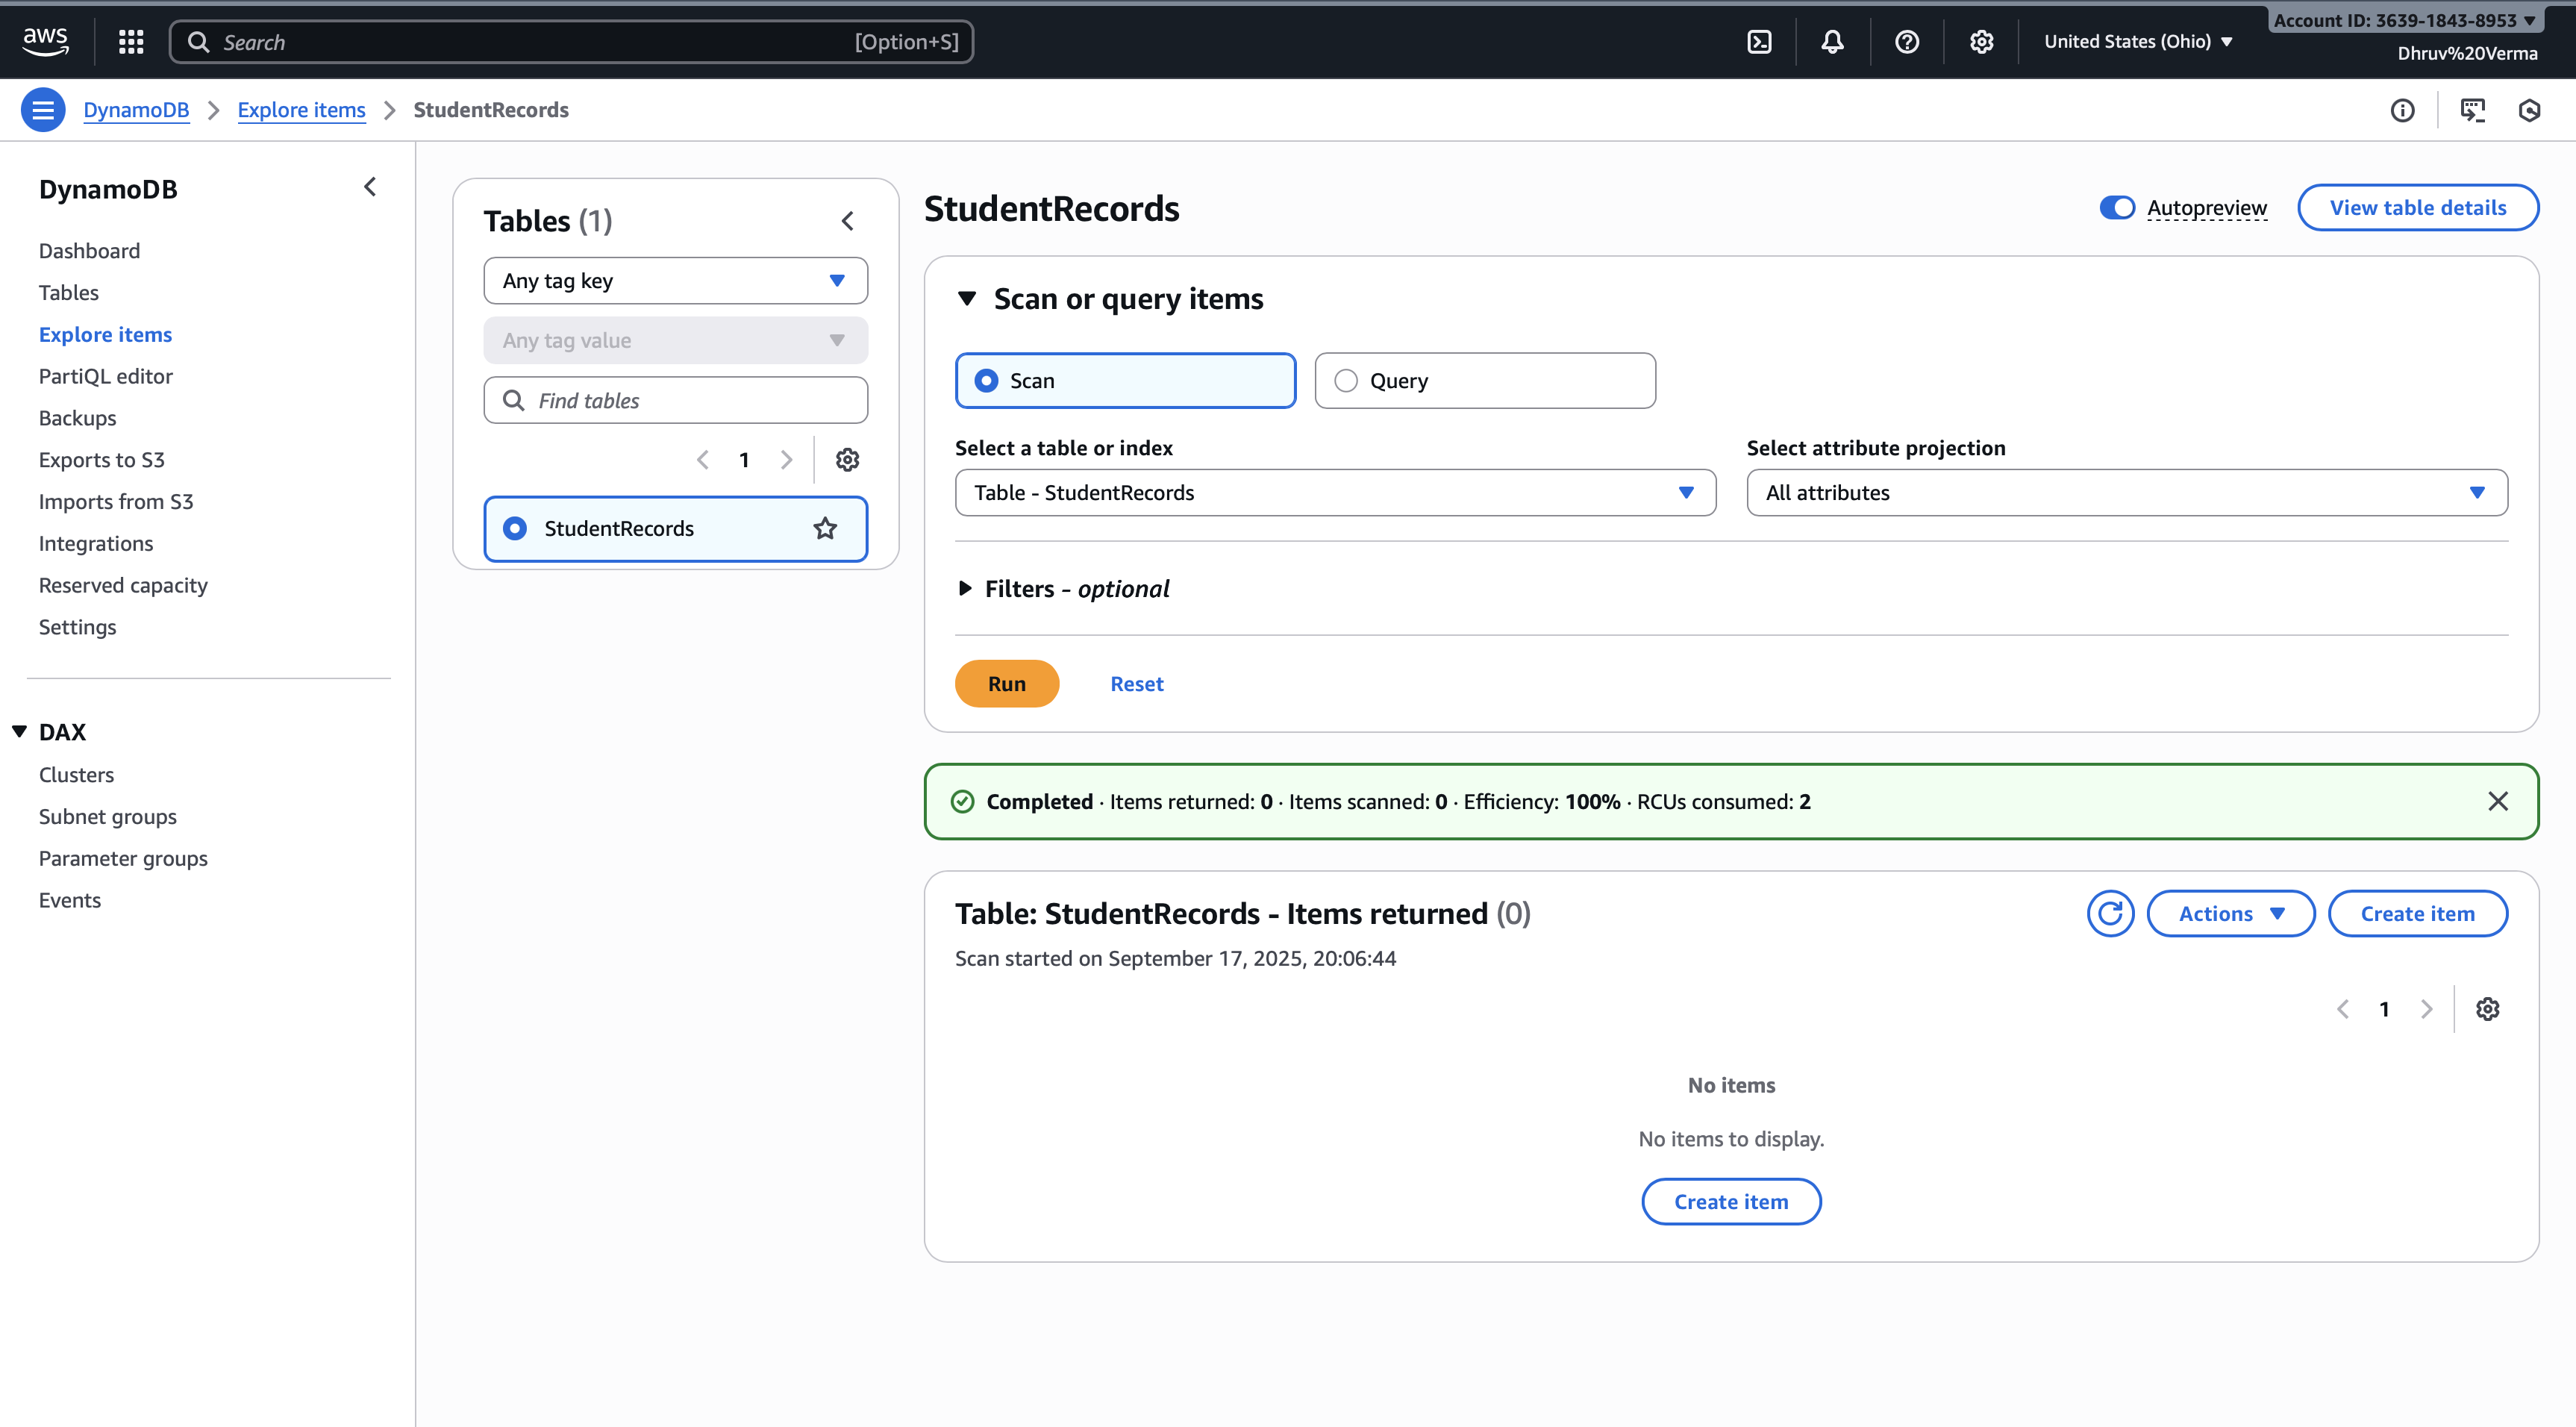 aws
Search [Option+S]
United States (Ohio)
Account ID: 3639-1843-8953
Dhruv%20Verma
DynamoDB
Explore items
StudentRecords
DynamoDB
Dashboard
Tables
Explore items
PartiQL editor
Backups
Exports to S3
Imports from S3
Integrations
Reserved capacity
Settings
DAX
Clusters
Subnet groups
Parameter groups
Events
Tables (1)
Any tag key
Any tag value
Find tables
1
StudentRecords
StudentRecords
Autopreview
View table details
Scan or query items
Scan
Query
Select a table or index
Table - StudentRecords
Select attribute projection
All attributes
Filters - optional
Run
Reset
Completed · Items returned: 0 · Items scanned: 0 · Efficiency: 100% · RCUs consumed: 2
Table: StudentRecords - Items returned (0)
Actions
Create item
Scan started on September 17, 2025, 20:06:44
1
No items
No items to display.
Create item